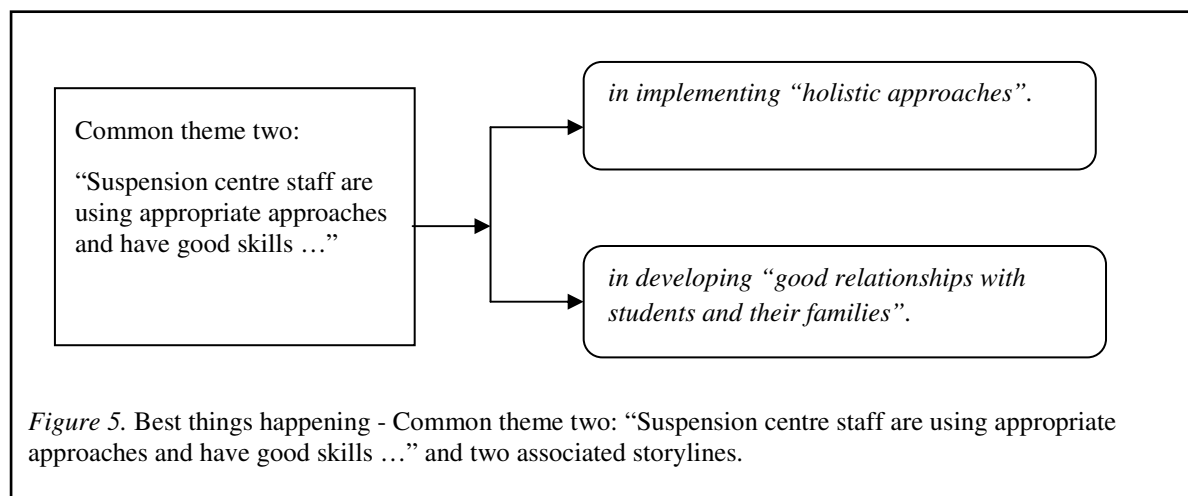 Common theme two:
“Suspension centre staff are
using appropriate approaches
and have good skills …”
in implementing “holistic approaches”.
in developing “good relationships with
students and their families”.
Figure 5. Best things happening - Common theme two: “Suspension centre staff are using appropriate
approaches and have good skills …” and two associated storylines.